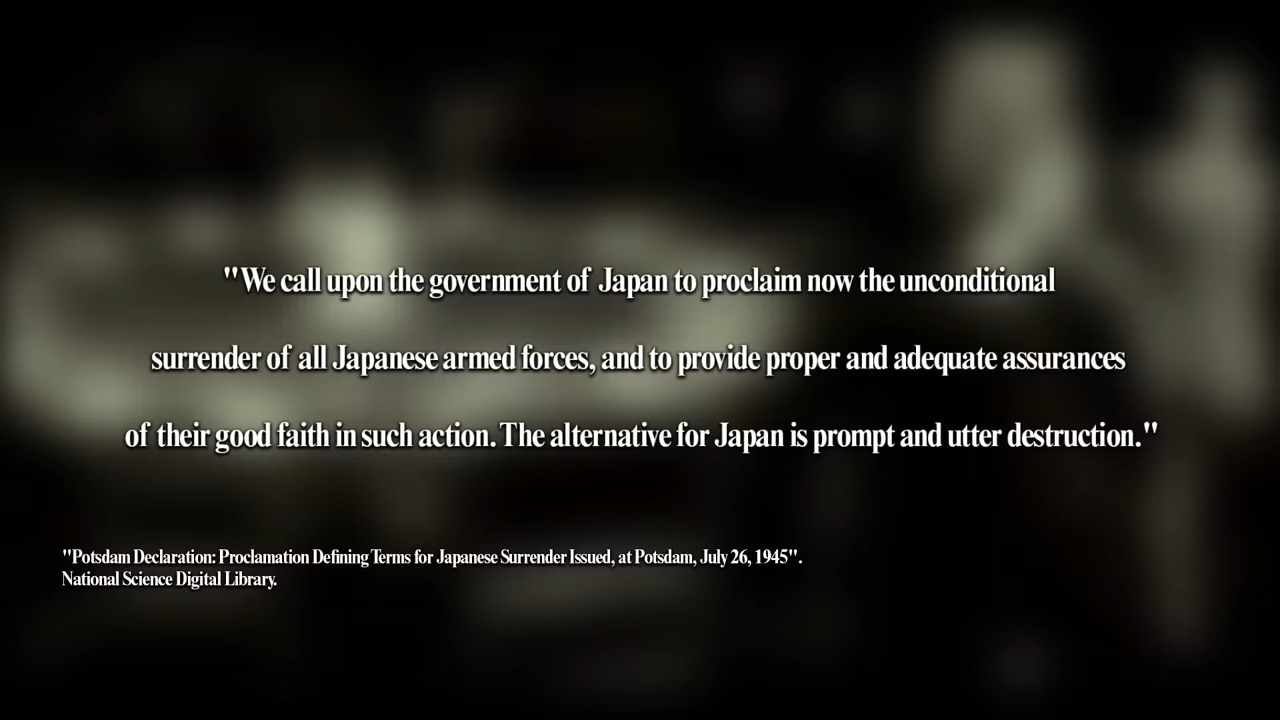 "We call upon the government of Japan to proclaim now the unconditional
surrender of all Japanese armed forces, and to provide proper and adequate assurances
of their good faith in such action. The alternative for Japan is prompt and utter destruction."
"Potsdam Declaration: Proclamation Defining Terms for Japanese Surrender Issued, at Potsdam, July 26, 1945".
National Science Digital Library.